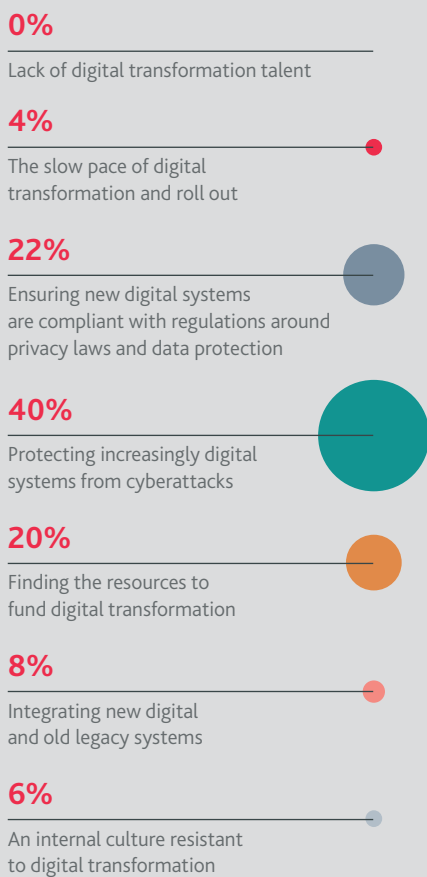 0%
Lack of digital transformation talent
4%
The slow pace of digital
transformation and roll out
22%
Ensuring new digital systems
are compliant with regulations around
privacy laws and data protection
40%
Protecting increasingly digital
systems from cyberattacks
20%
Finding the resources to
fund digital transformation
8%
Integrating new digital
and old legacy systems
6%
An internal culture resistant
to digital transformation